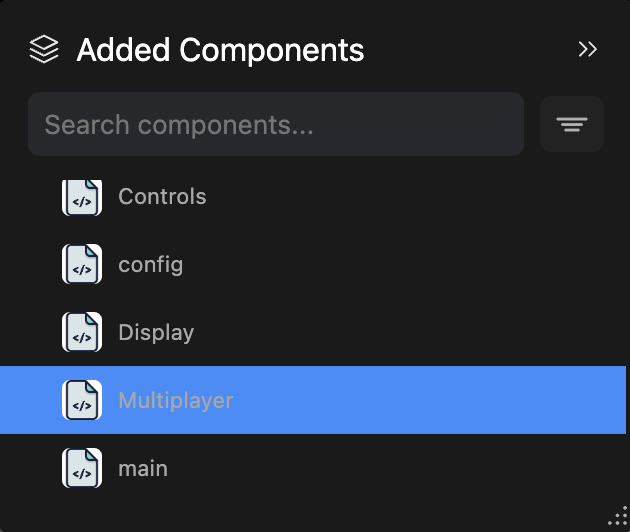 Added Components
Search components...
</> Controls
</> config
</> Display
</> Multiplayer
</> main